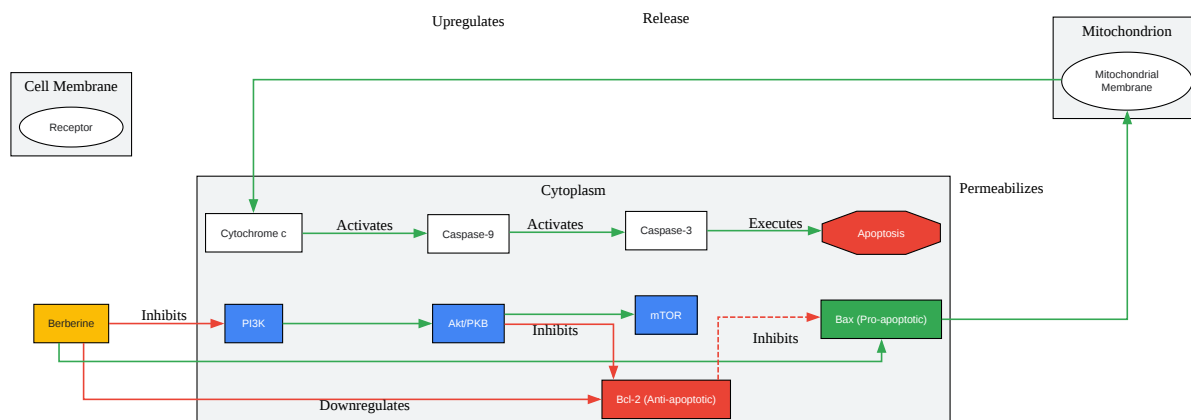 Upregulates
Release
Mitochondrion
Mitochondrial
Membrane
Cell Membrane
Receptor
Permeabilizes
Cytoplasm
Cytochrome c
Activates
Caspase-9
Activates
Caspase-3
Executes
Apoptosis
Berberine
Inhibits
PI3K
Akt/PKB
Inhibits
mTOR
Inhibits
Bax (Pro-apoptotic)
Downregulates
Bcl-2 (Anti-apoptotic)